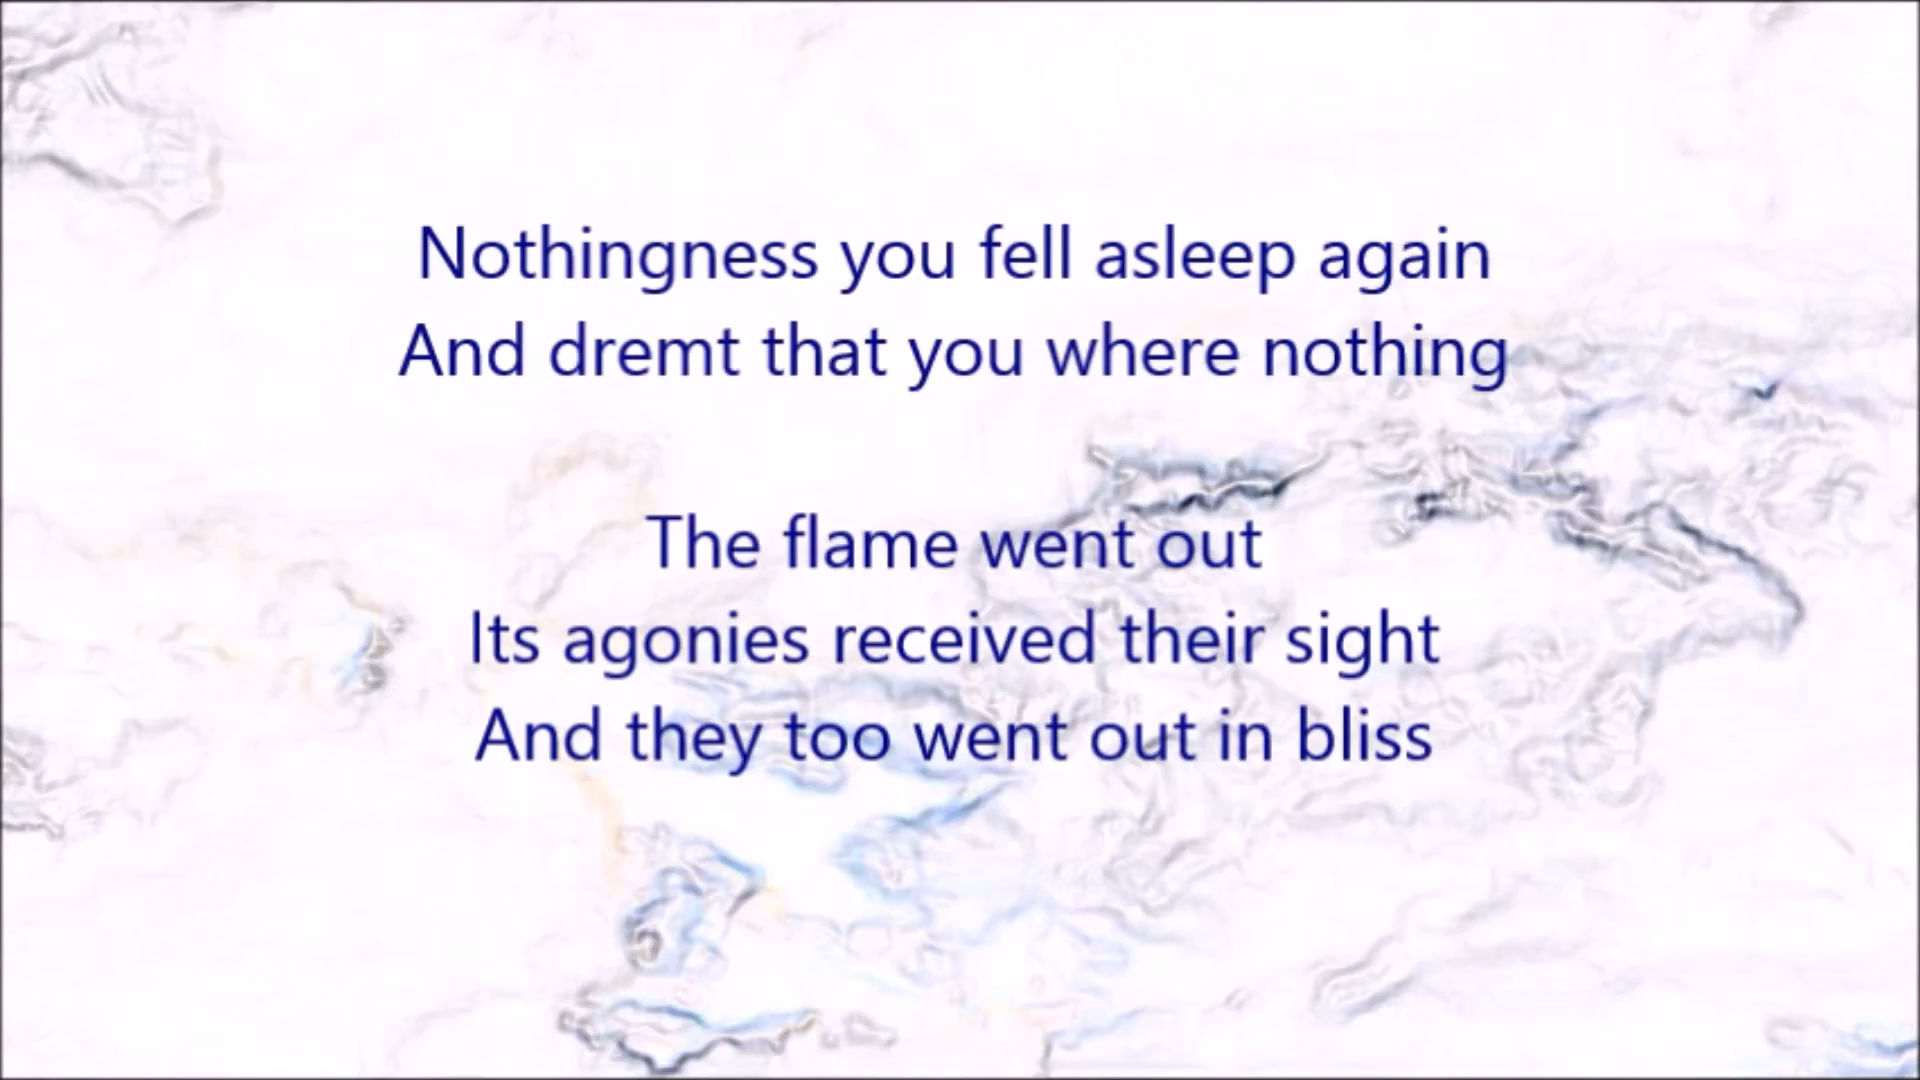 Nothingness you fell asleep again
And dremt that you where nothing
The flame went out
Its agonies received their sight
And they too went out in bliss